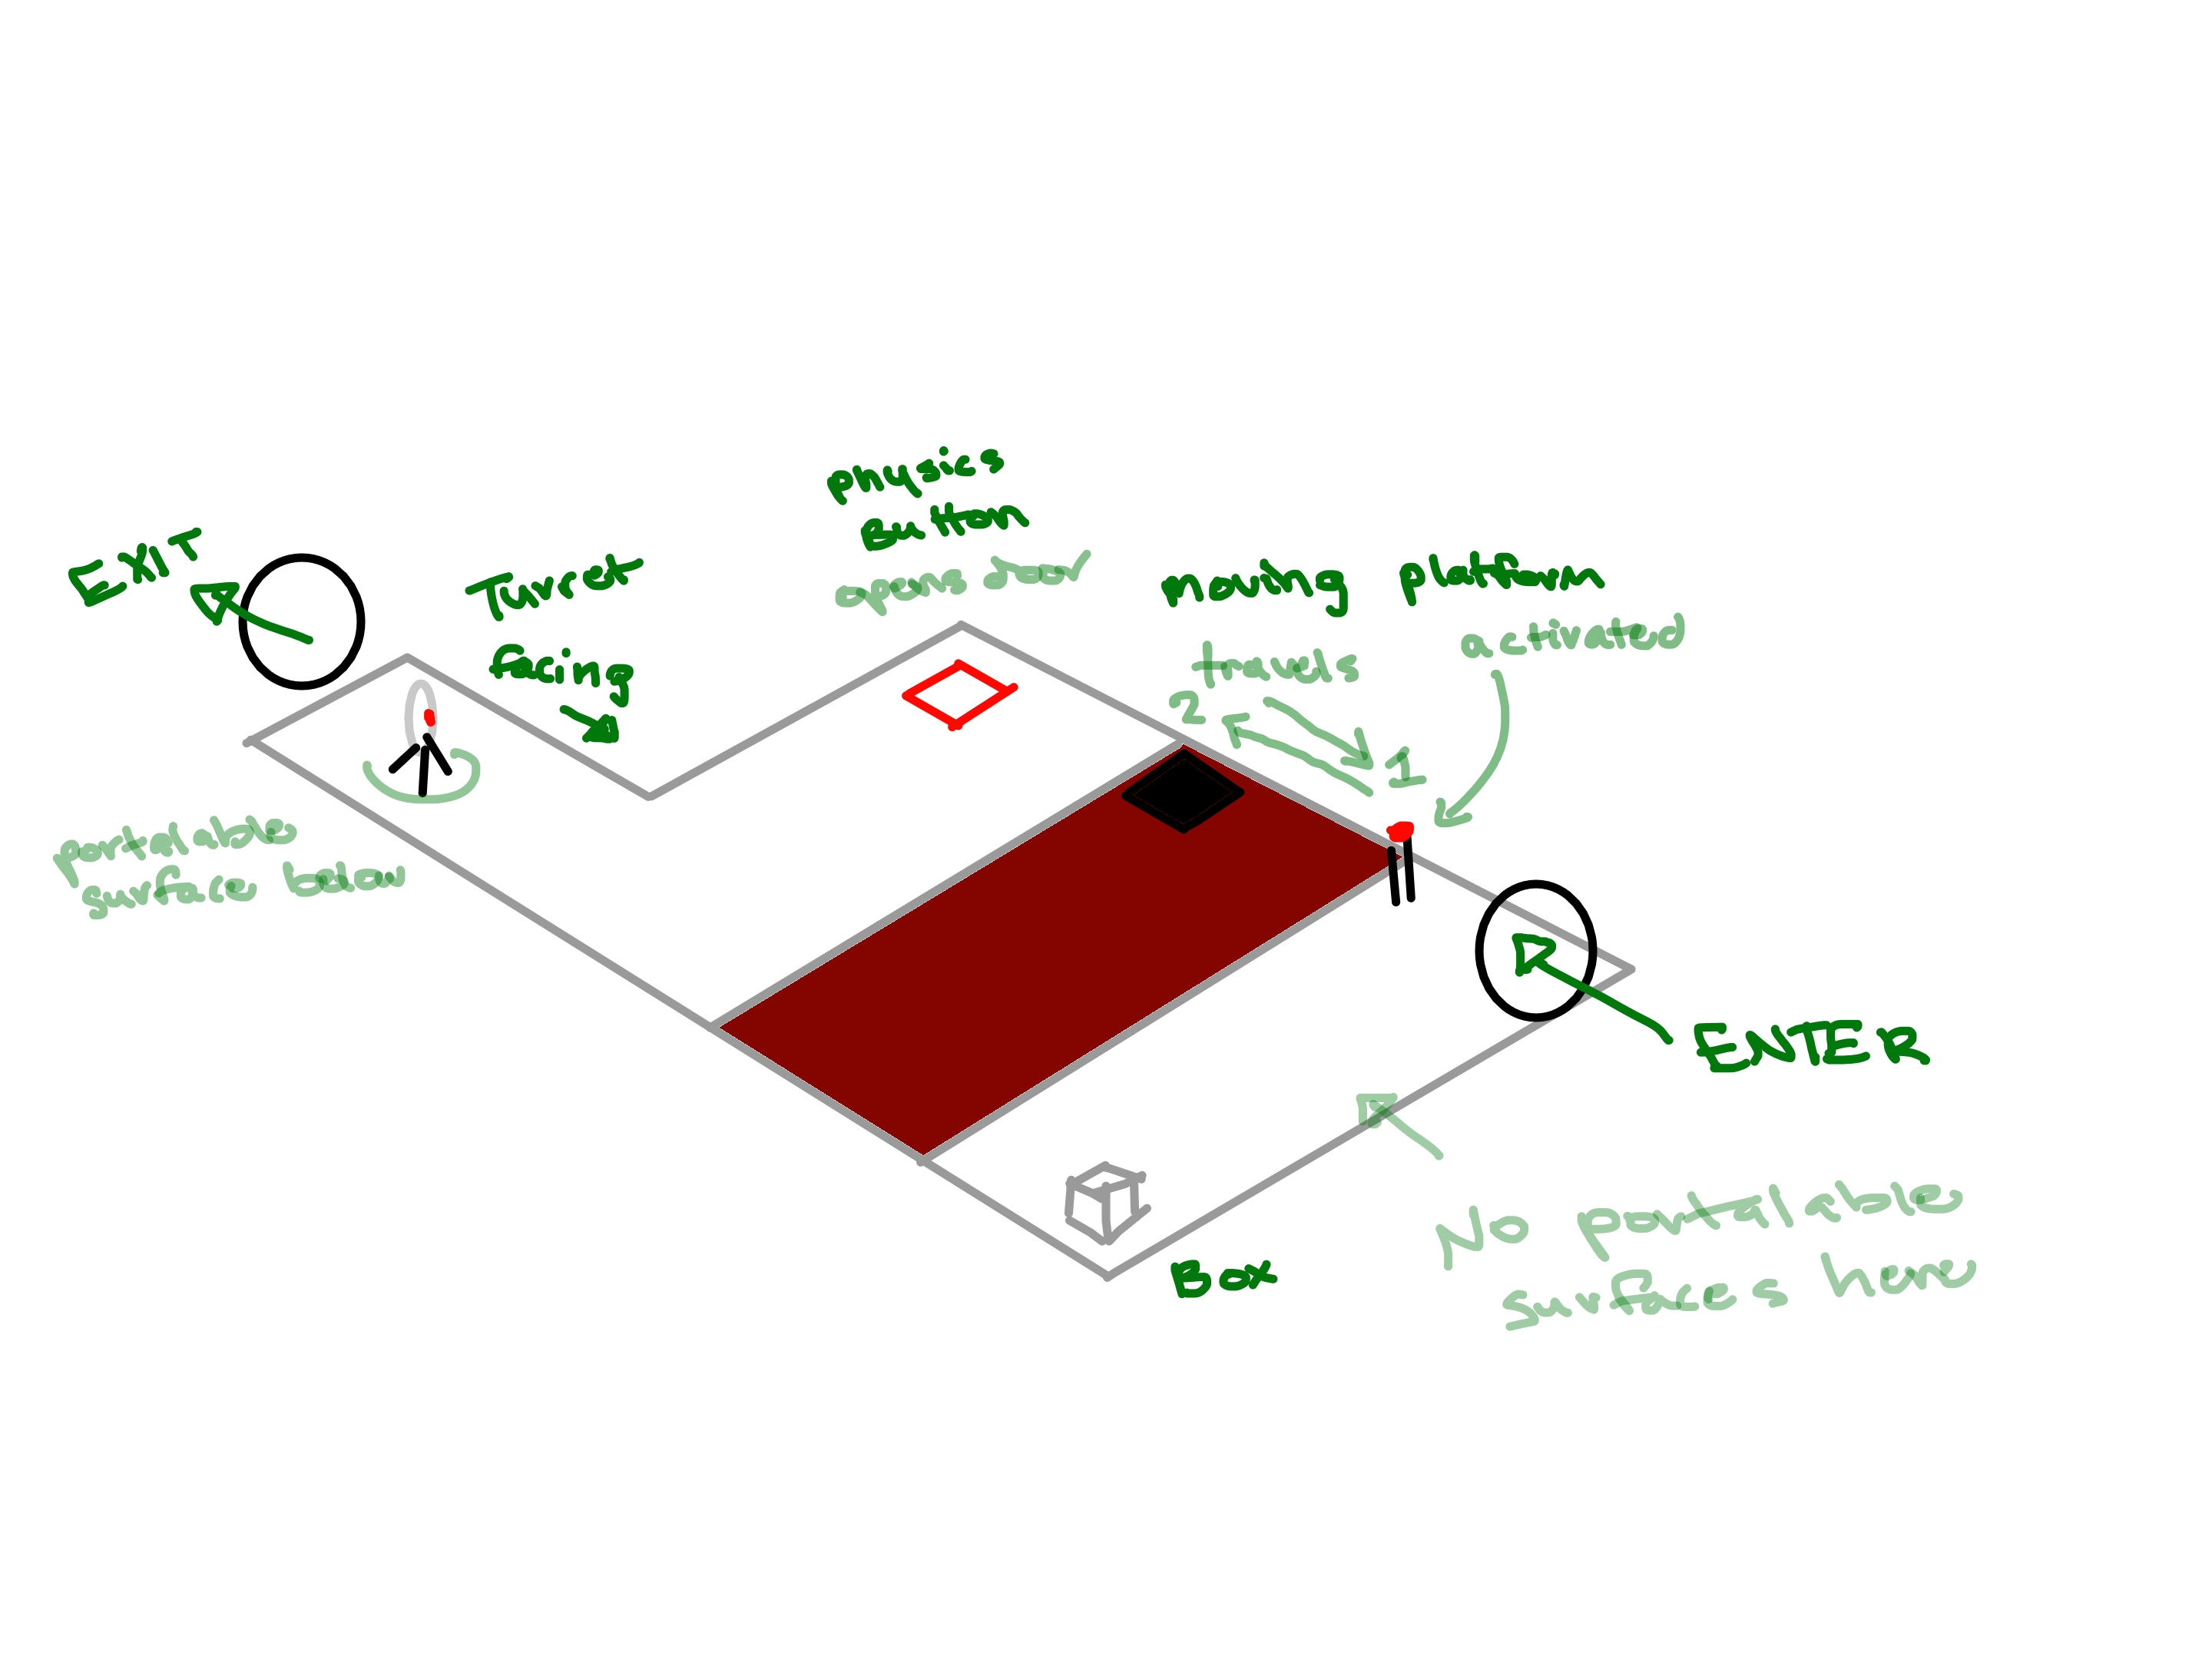 physics
Button
opens door
EXIT
Turret
facing
moving platform
activated
tracks
2
1
portalable
surface below
ENTER
NO portalable
surfaces here
Box